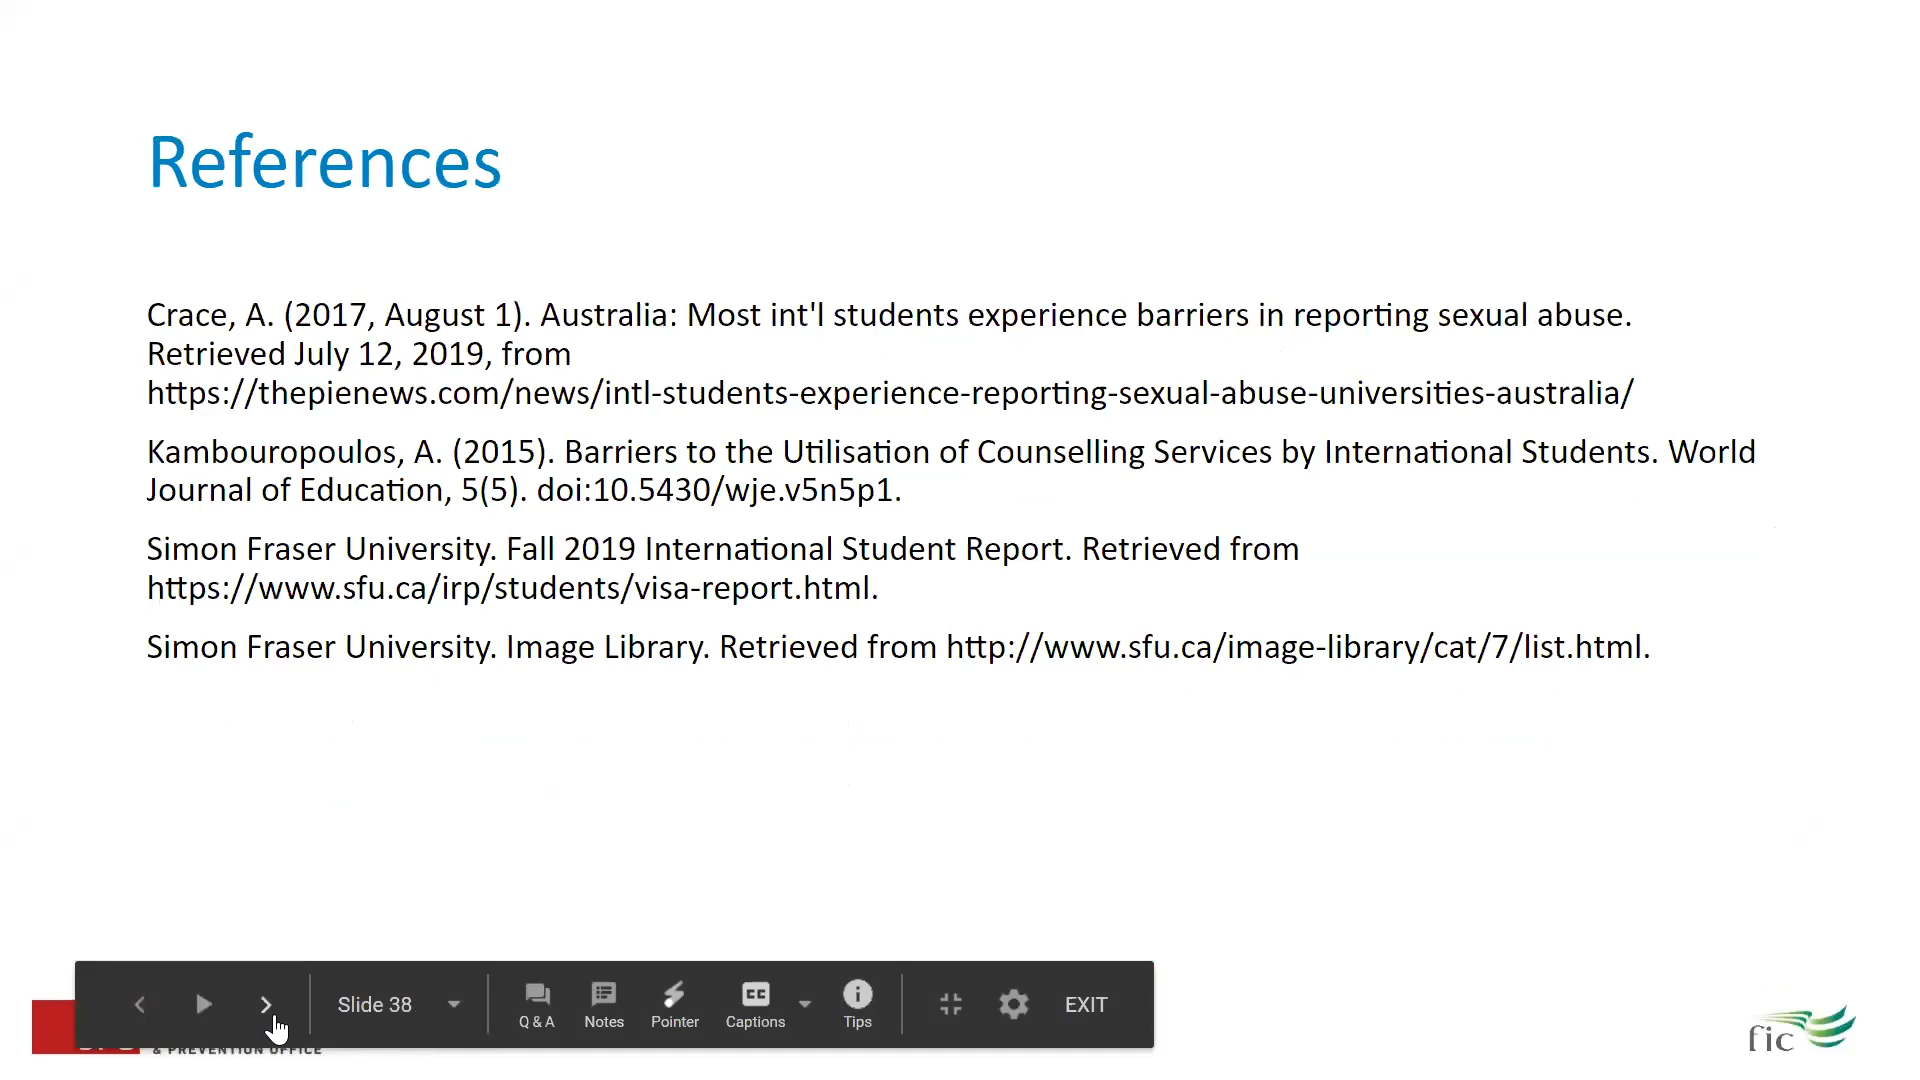 References
Crace, A. (2017, August 1). Australia: Most int'l students experience barriers in reporting sexual abuse.
Retrieved July 12, 2019, from
https://thepienews.com/news/intl-students-experience-reporting-sexual-abuse-universities-australia/
Kambouropoulos, A. (2015). Barriers to the Utilisation of Counselling Services by International Students. World
Journal of Education, 5(5). doi:10.5430/wje.v5n5p1.
Simon Fraser University. Fall 2019 International Student Report. Retrieved from
https://www.sfu.ca/irp/students/visa-report.html.
Simon Fraser University. Image Library. Retrieved from http://www.sfu.ca/image-library/cat/7/list.html.
Slide 38
Q & A
Notes
Pointer
CC
Captions
Tips
EXIT
& PREVENTION OFFICE
fic